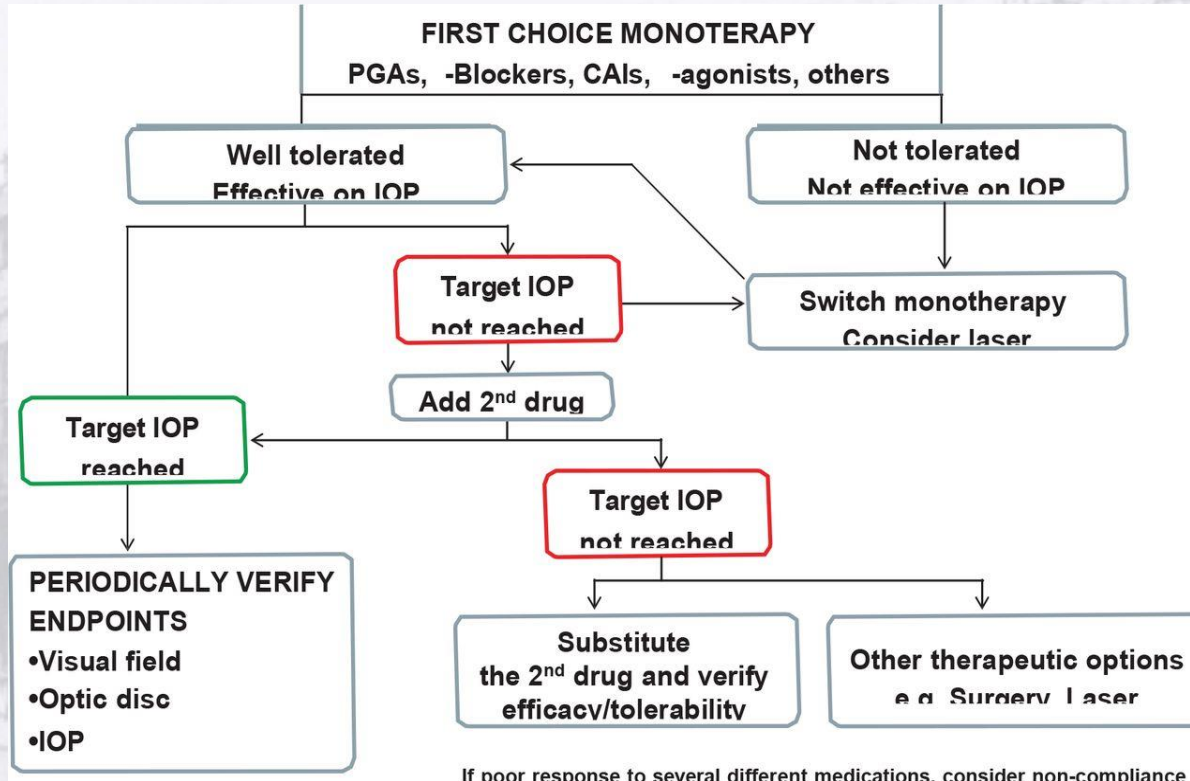 FIRST CHOICE MONOTERAPY
PGAs, -Blockers, CAIs, -agonists, others
Well tolerated
Effective on IOP
Not tolerated
Not effective on IOP
Target IOP
not reached
Switch monotherapy
Consider laser
Add 2nd drug
Target IOP
reached
Target IOP
not reached
PERIODICALLY VERIFY
ENDPOINTS
•Visual field
•Optic disc
•IOP
Substitute
the 2nd drug and verify
efficacy/tolerability
Other therapeutic options
e.g. Surgery, Laser
If poor response to several different medications, consider non-compliance